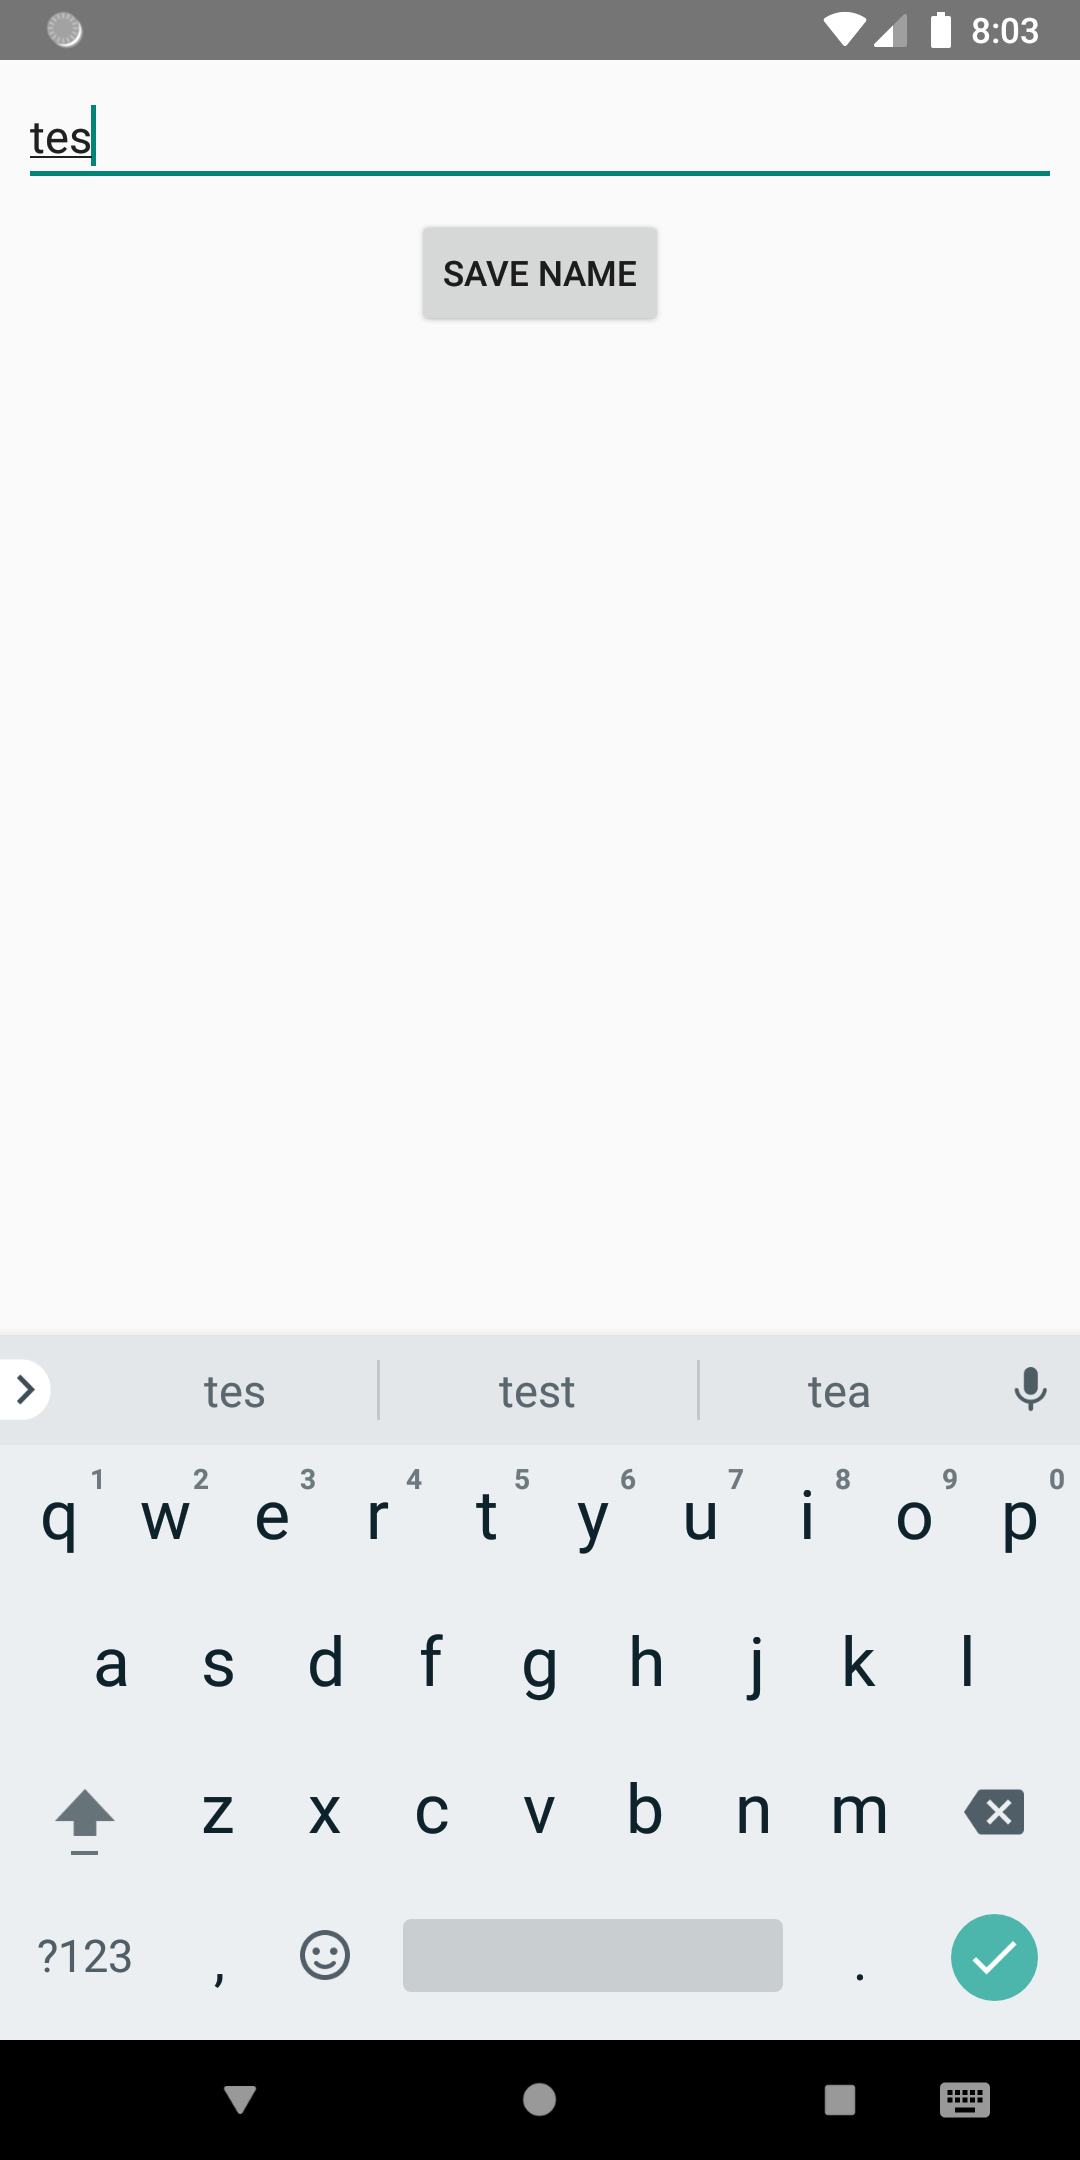 8:03
tes
SAVE NAME
tes test tea
1 2 3 4 5 6 7 8 9 0
q w e r t y u i o p
a s d f g h j k l
z x c v b n m
?123 , .